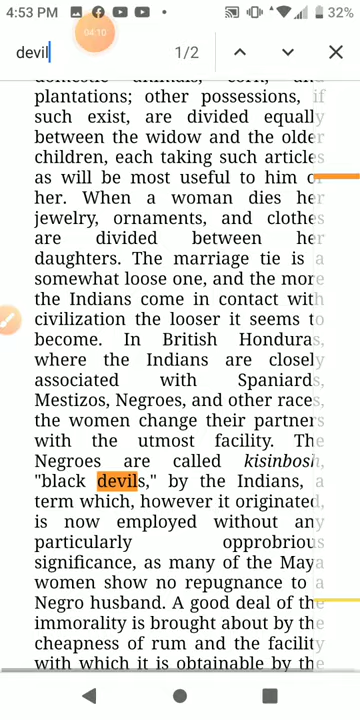 4:53 PM
32%
04:10
devil
1/2
plantations; other possessions, if
such exist, are divided equally
between the widow and the older
children, each taking such articles
as will be most useful to him or
her. When a woman dies her
jewelry, ornaments, and clothes
are divided between her
daughters. The marriage tie is a
somewhat loose one, and the more
the Indians come in contact with
civilization the looser it seems to
become. In British Honduras,
where the Indians are closely
associated with Spaniards,
Mestizos, Negroes, and other races,
the women change their partners
with the utmost facility. The
Negroes are called kisinbosh,
"black devils," by the Indians, a
term which, however it originated,
is now employed without any
particularly opprobrious
significance, as many of the Maya
women show no repugnance to a
Negro husband. A good deal of the
immorality is brought about by the
cheapness of rum and the facility
with which it is obtainable by the